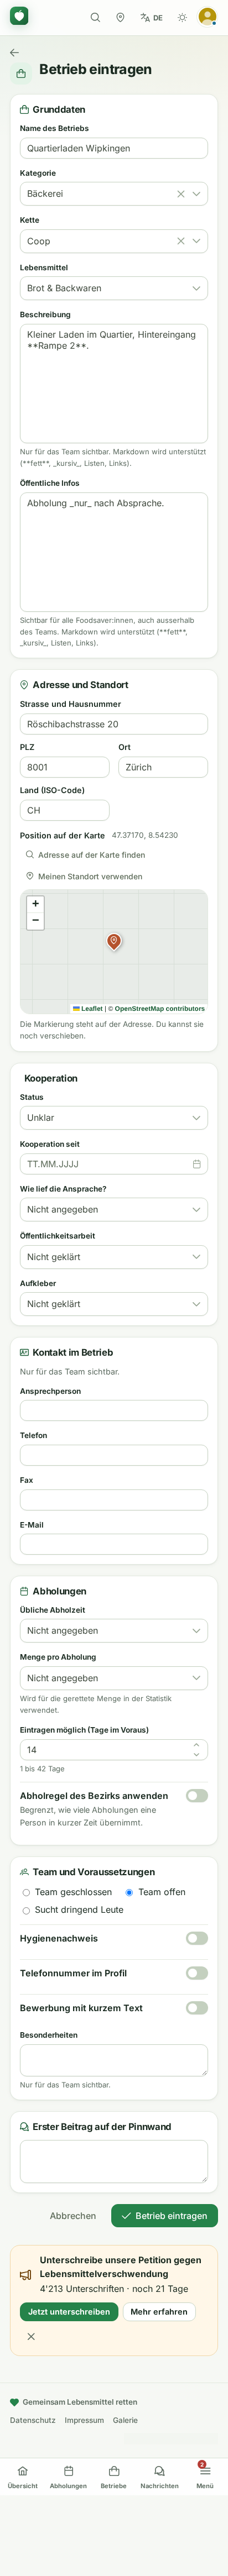 DE
Betrieb eintragen
Grunddaten
Name des Betriebs
Quartierladen Wipkingen
Kategorie
Bäckerei
Kette
Coop
Lebensmittel
Brot & Backwaren
Beschreibung
Kleiner Laden im Quartier, Hintereingang
**Rampe 2**.
Nur für das Team sichtbar. Markdown wird unterstützt
(**fett**, _kursiv_, Listen, Links).
Öffentliche Infos
Abholung _nur_ nach Absprache.
Sichtbar für alle Foodsaver:innen, auch ausserhalb
des Teams. Markdown wird unterstützt (**fett**,
_kursiv_, Listen, Links).
Adresse und Standort
Strasse und Hausnummer
Röschibachstrasse 20
PLZ Ort
8001 Zürich
Land (ISO-Code)
CH
Position auf der Karte 47.37170, 8.54230
Adresse auf der Karte finden
Meinen Standort verwenden
+
−
Leaflet | © OpenStreetMap contributors
Die Markierung steht auf der Adresse. Du kannst sie
noch verschieben.
Kooperation
Status
Unklar
Kooperation seit
TT.MM.JJJJ
Wie lief die Ansprache?
Nicht angegeben
Öffentlichkeitsarbeit
Nicht geklärt
Aufkleber
Nicht geklärt
Kontakt im Betrieb
Nur für das Team sichtbar.
Ansprechperson
Telefon
Fax
E-Mail
Abholungen
Übliche Abholzeit
Nicht angegeben
Menge pro Abholung
Nicht angegeben
Wird für die gerettete Menge in der Statistik
verwendet.
Eintragen möglich (Tage im Voraus)
14
1 bis 42 Tage
Abholregel des Bezirks anwenden
Begrenzt, wie viele Abholungen eine
Person in kurzer Zeit übernimmt.
Team und Voraussetzungen
Team geschlossen Team offen
Sucht dringend Leute
Hygienenachweis
Telefonnummer im Profil
Bewerbung mit kurzem Text
Besonderheiten
Nur für das Team sichtbar.
Erster Beitrag auf der Pinnwand
Abbrechen Betrieb eintragen
Unterschreibe unsere Petition gegen
Lebensmittelverschwendung
4'213 Unterschriften · noch 21 Tage
Jetzt unterschreiben Mehr erfahren
Gemeinsam Lebensmittel retten
Datenschutz Impressum Galerie
2
Übersicht Abholungen Betriebe Nachrichten Menü